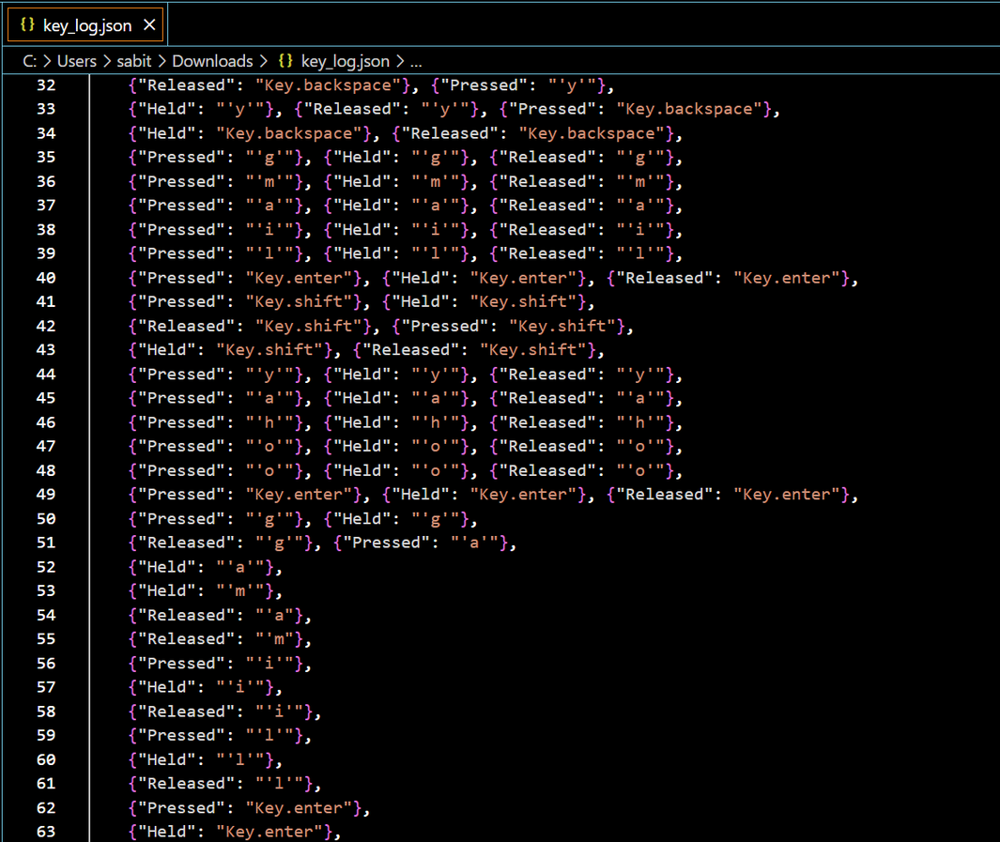 {} key_log.json ×
C: > Users > sabit > Downloads > {} key_log.json > ...
32 {"Released": "Key.backspace"}, {"Pressed": "'y'"},
33 {"Held": "'y'"}, {"Released": "'y'"}, {"Pressed": "Key.backspace"},
34 {"Held": "Key.backspace"}, {"Released": "Key.backspace"},
35 {"Pressed": "'g'"}, {"Held": "'g'"}, {"Released": "'g'"},
36 {"Pressed": "'m'"}, {"Held": "'m'"}, {"Released": "'m'"},
37 {"Pressed": "'a'"}, {"Held": "'a'"}, {"Released": "'a'"},
38 {"Pressed": "'i'"}, {"Held": "'i'"}, {"Released": "'i'"},
39 {"Pressed": "'l'"}, {"Held": "'l'"}, {"Released": "'l'"},
40 {"Pressed": "Key.enter"}, {"Held": "Key.enter"}, {"Released": "Key.enter"},
41 {"Pressed": "Key.shift"}, {"Held": "Key.shift"},
42 {"Released": "Key.shift"}, {"Pressed": "Key.shift"},
43 {"Held": "Key.shift"}, {"Released": "Key.shift"},
44 {"Pressed": "'y'"}, {"Held": "'y'"}, {"Released": "'y'"},
45 {"Pressed": "'a'"}, {"Held": "'a'"}, {"Released": "'a'"},
46 {"Pressed": "'h'"}, {"Held": "'h'"}, {"Released": "'h'"},
47 {"Pressed": "'o'"}, {"Held": "'o'"}, {"Released": "'o'"},
48 {"Pressed": "'o'"}, {"Held": "'o'"}, {"Released": "'o'"},
49 {"Pressed": "Key.enter"}, {"Held": "Key.enter"}, {"Released": "Key.enter"},
50 {"Pressed": "'g'"}, {"Held": "'g'"},
51 {"Released": "'g'"}, {"Pressed": "'a'"},
52 {"Held": "'a'"},
53 {"Held": "'m'"},
54 {"Released": "'a"},
55 {"Released": "'m"},
56 {"Pressed": "'i'"},
57 {"Held": "'i'"},
58 {"Released": "'i'"},
59 {"Pressed": "'l'"},
60 {"Held": "'l'"},
61 {"Released": "'l'"},
62 {"Pressed": "Key.enter"},
63 {"Held": "Key.enter"},